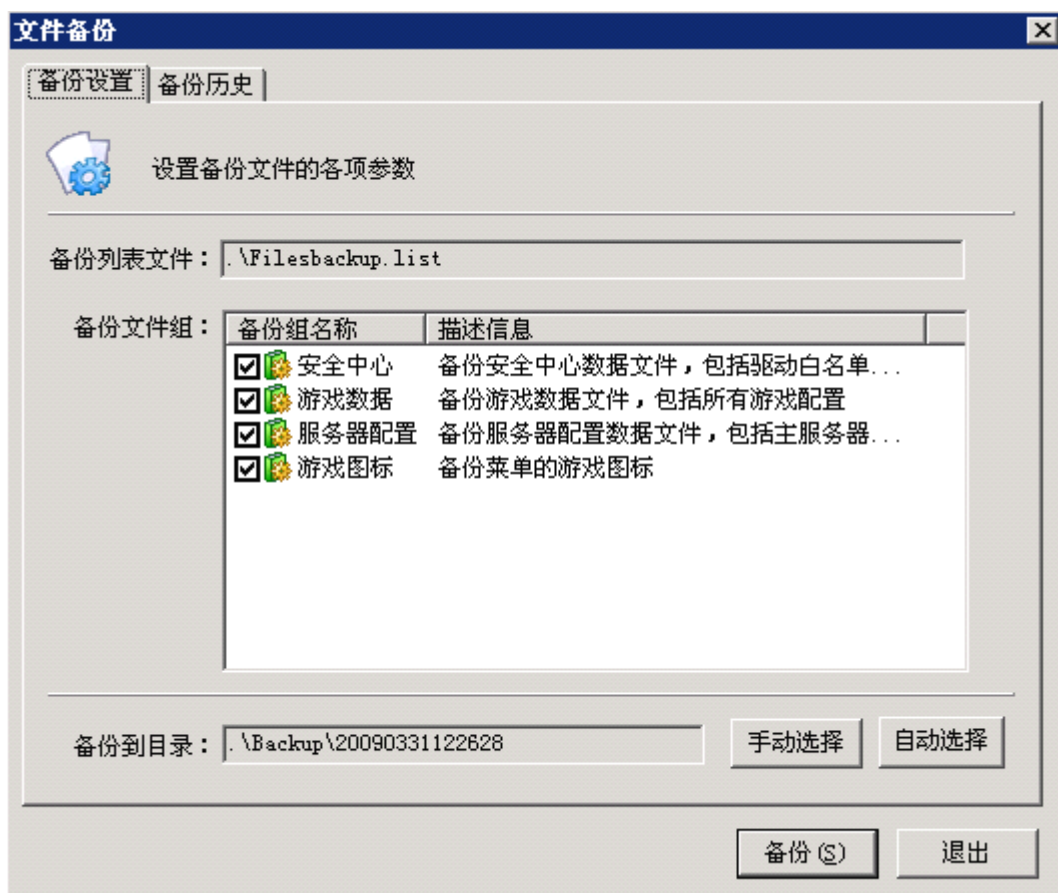 文件备份
备份设置 备份历史
设置备份文件的各项参数
备份列表文件： .\Filesbackup.list
备份文件组： 备份组名称 描述信息
安全中心 备份安全中心数据文件，包括驱动白名单...
游戏数据 备份游戏数据文件，包括所有游戏配置
服务器配置 备份服务器配置数据文件，包括主服务器...
游戏图标 备份菜单的游戏图标
备份到目录： .\Backup\20090331122628 手动选择 自动选择
备份(S) 退出